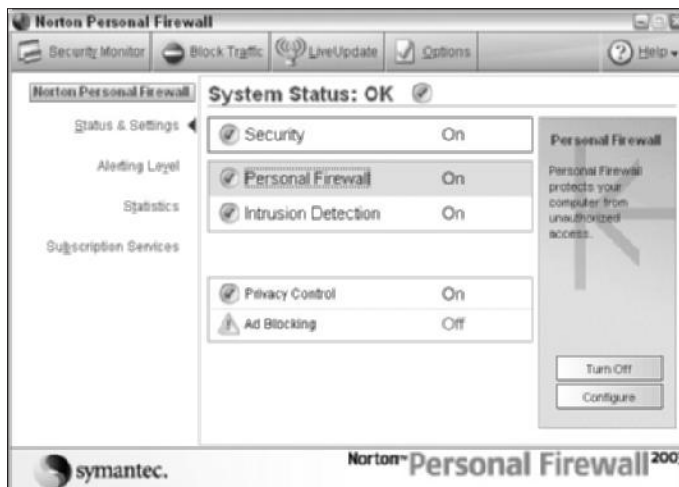 Norton Personal Firewall
Security Monitor
Block Traffic
LiveUpdate
Options
Help
Norton Personal Firewall
Status & Settings
Alerting Level
Statistics
Subscription Services
System Status: OK
Security On
Personal Firewall On
Intrusion Detection On
Privacy Control On
Ad Blocking Off
Personal Firewall
Personal Firewall
protects your
computer from
unauthorized
access.
Turn Off
Configure
symantec.
Norton™ Personal Firewall 200